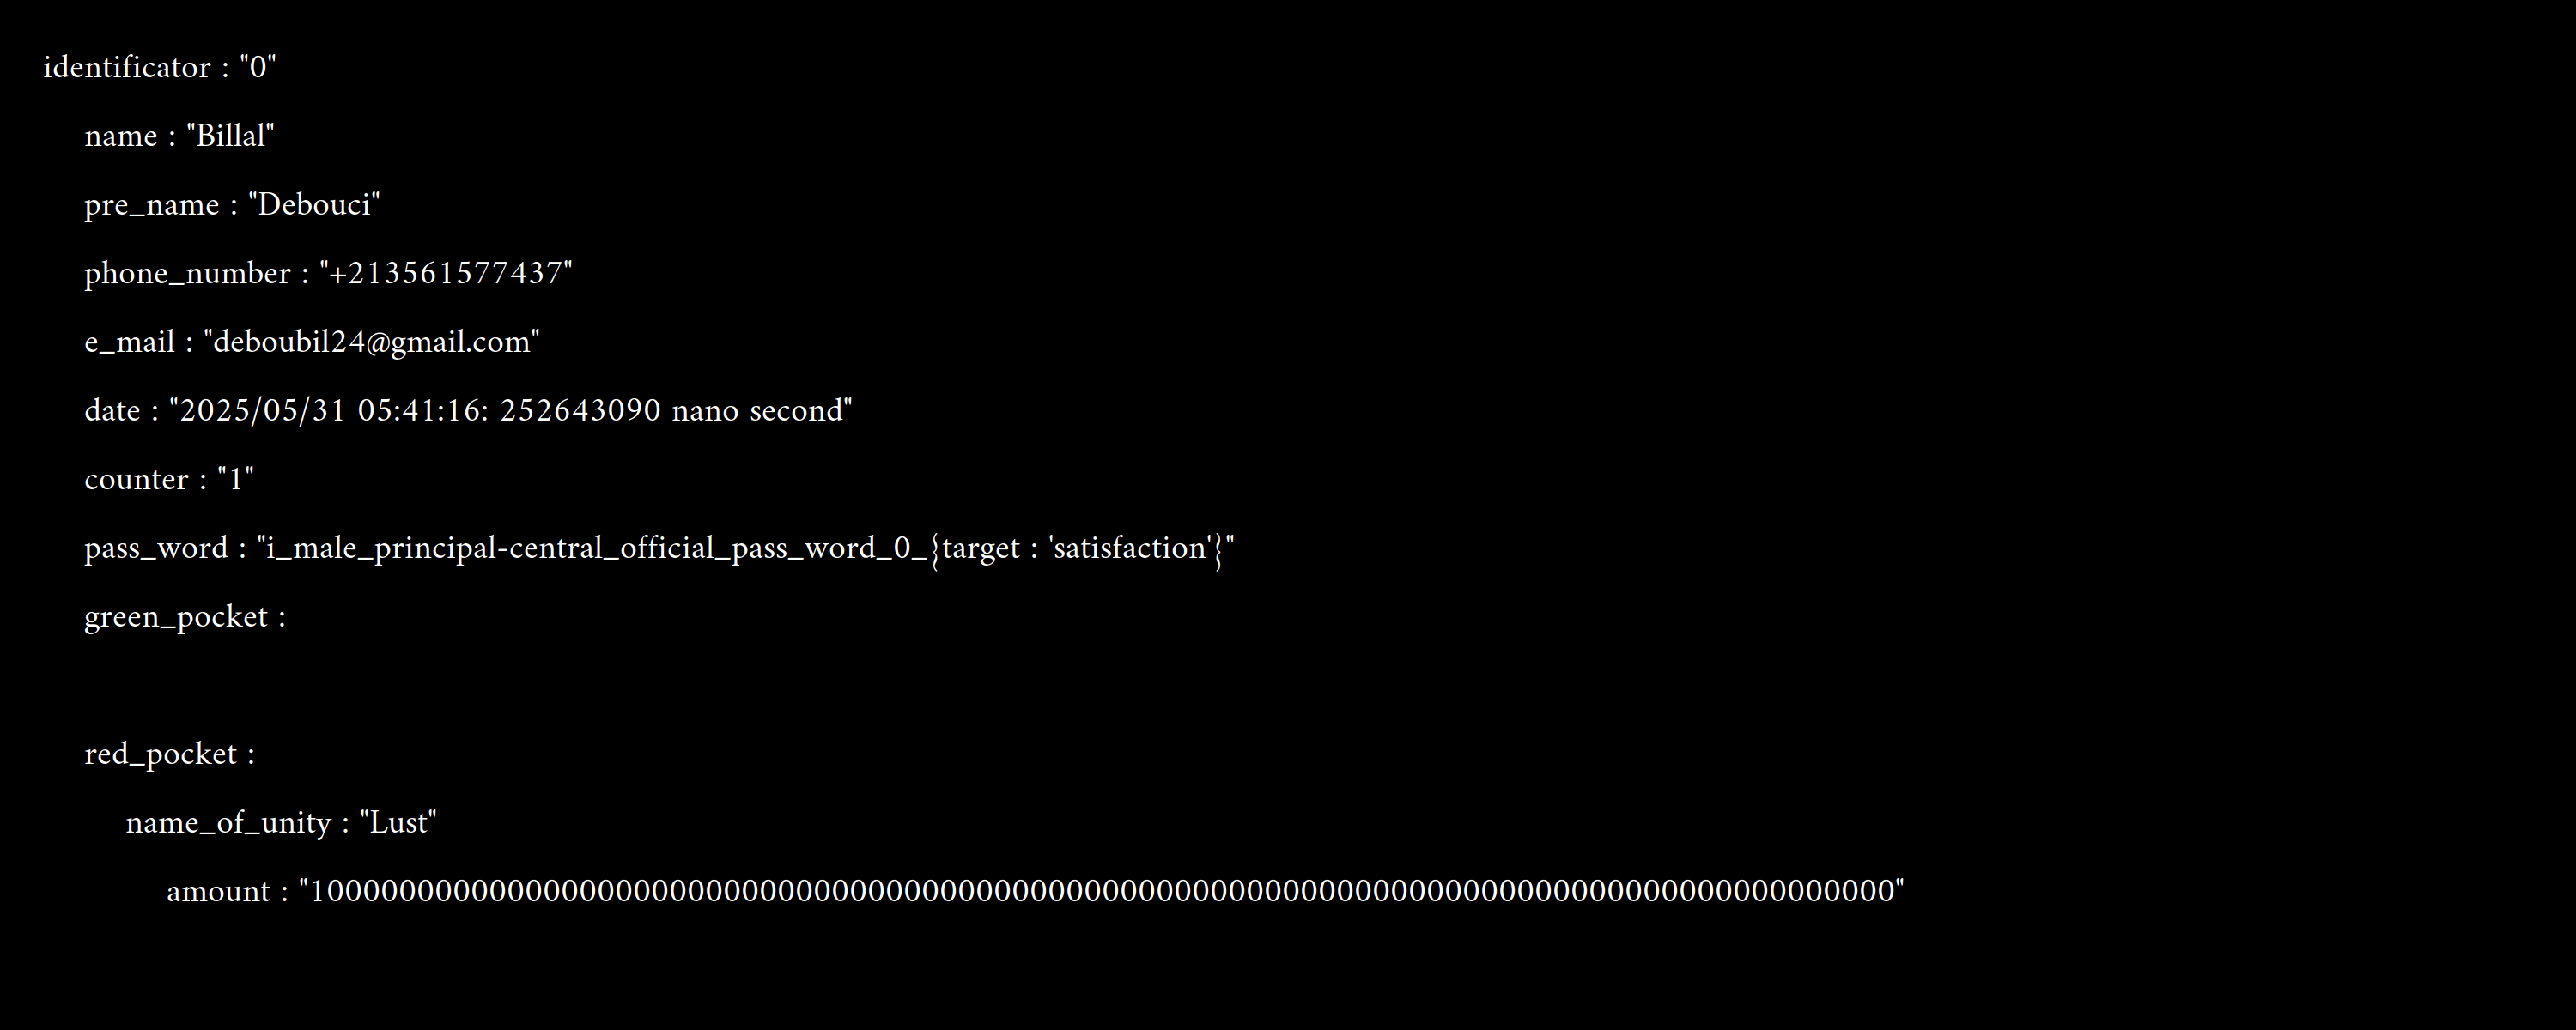 identificator : "0"
name : "Billal"
pre_name : "Debouci"
phone_number : "+213561577437"
e_mail : "deboubil24@gmail.com"
date : "2025/05/31 05:41:16: 252643090 nano second"
counter : "1"
pass_word : "i_male_principal-central_official_pass_word_0_{target : 'satisfaction'}"
green_pocket :
red_pocket :
name_of_unity : "Lust"
amount : "1000000000000000000000000000000000000000000000000000000000000000000000000000000000000000"